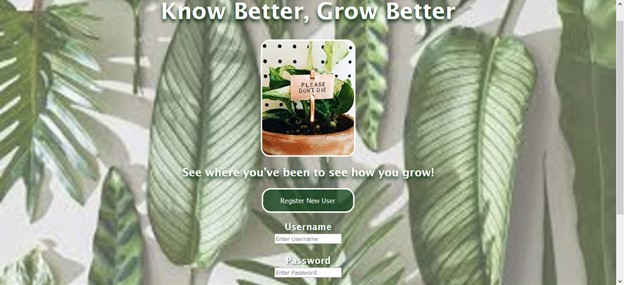 Know Better, Grow Better
PLEASE
DON'T DIE
See where you've been to see how you grow!
Register New User
Username
Enter Username
Password
Enter Password